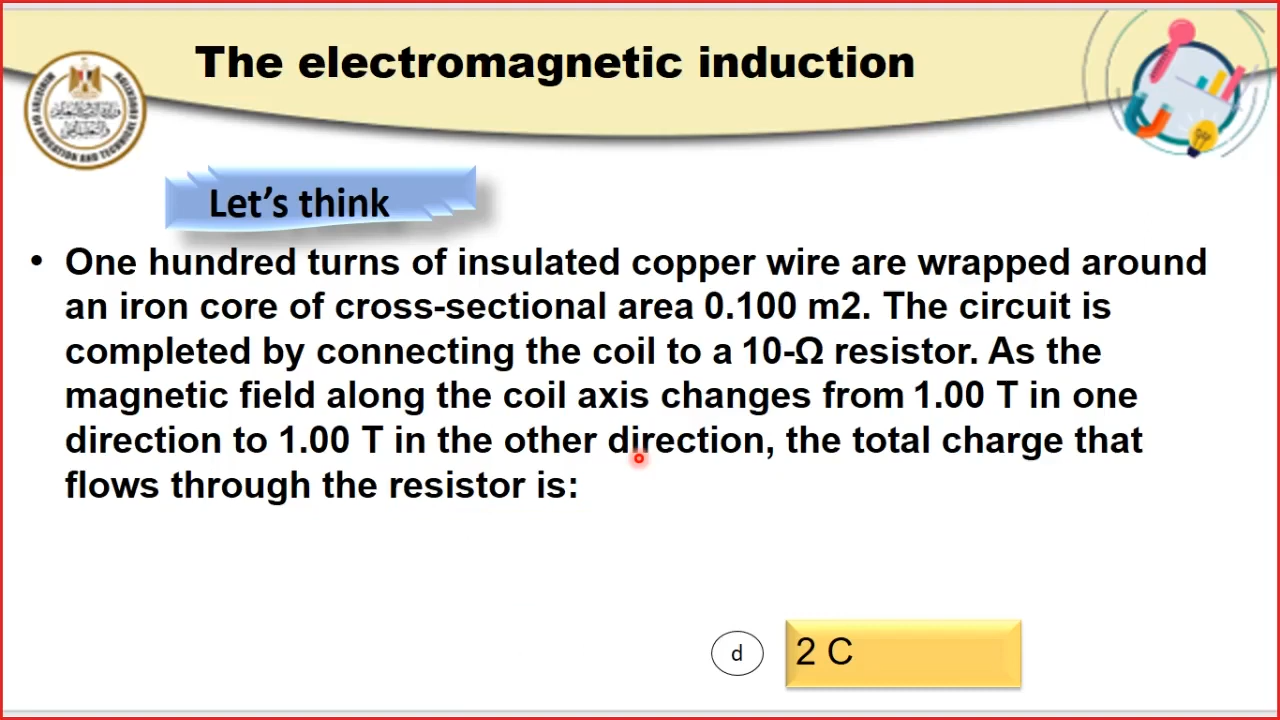 The electromagnetic induction
Let's think
• One hundred turns of insulated copper wire are wrapped around
an iron core of cross-sectional area 0.100 m2. The circuit is
completed by connecting the coil to a 10-Ω resistor. As the
magnetic field along the coil axis changes from 1.00 T in one
direction to 1.00 T in the other direction, the total charge that
flows through the resistor is:
d 2 C